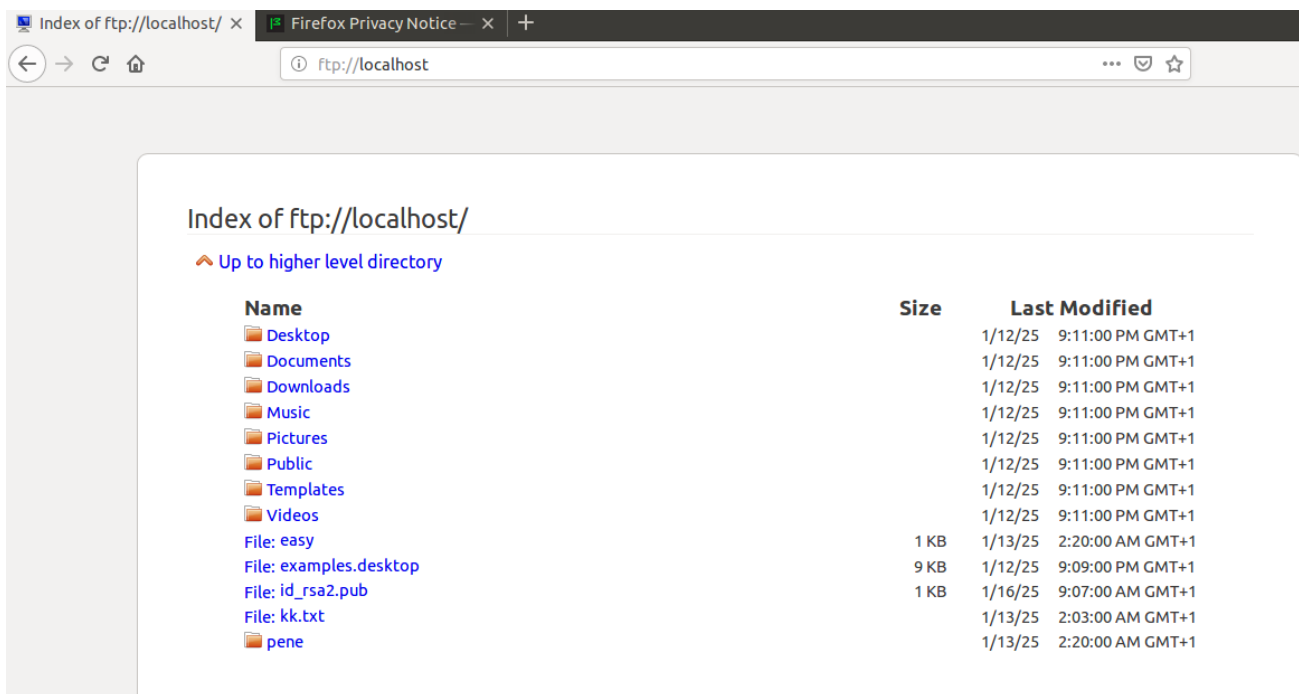 Index of ftp://localhost/ Firefox Privacy Notice —
ftp://localhost
Index of ftp://localhost/
Up to higher level directory
Name Size Last Modified
Desktop 1/12/25 9:11:00 PM GMT+1
Documents 1/12/25 9:11:00 PM GMT+1
Downloads 1/12/25 9:11:00 PM GMT+1
Music 1/12/25 9:11:00 PM GMT+1
Pictures 1/12/25 9:11:00 PM GMT+1
Public 1/12/25 9:11:00 PM GMT+1
Templates 1/12/25 9:11:00 PM GMT+1
Videos 1/12/25 9:11:00 PM GMT+1
File: easy 1 KB 1/13/25 2:20:00 AM GMT+1
File: examples.desktop 9 KB 1/12/25 9:09:00 PM GMT+1
File: id_rsa2.pub 1 KB 1/16/25 9:07:00 AM GMT+1
File: kk.txt 1/13/25 2:03:00 AM GMT+1
pene 1/13/25 2:20:00 AM GMT+1